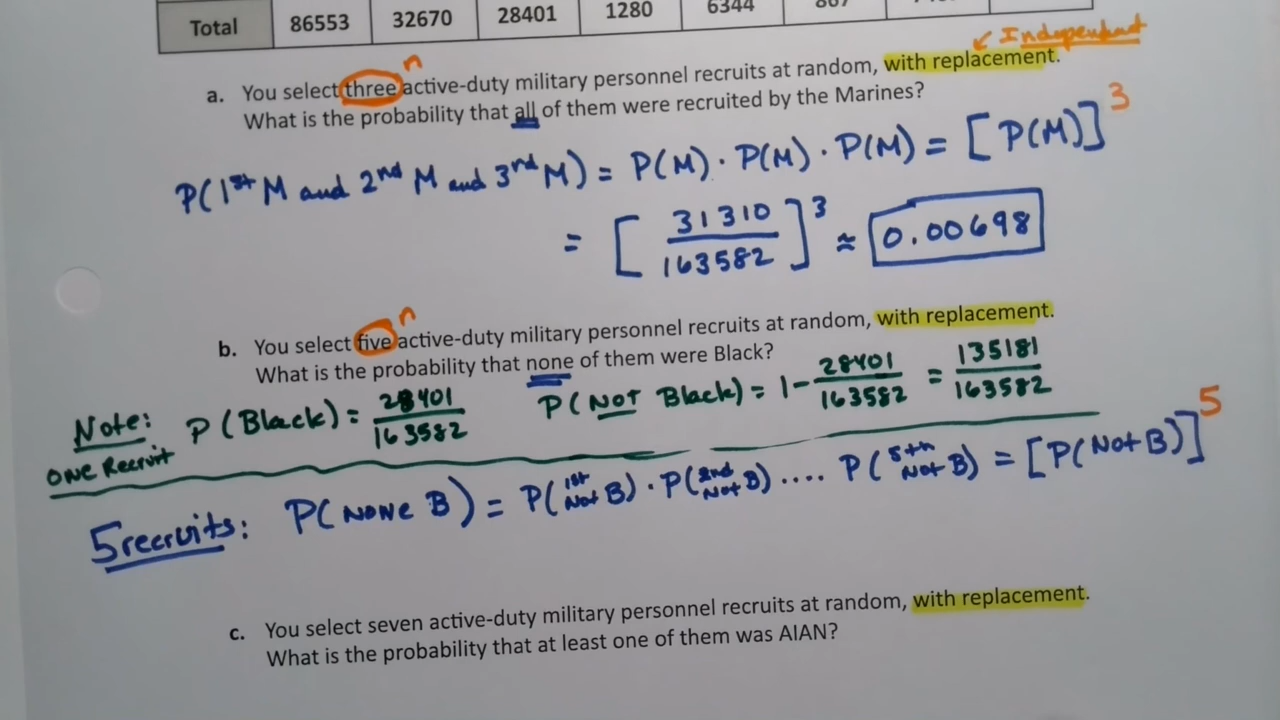 Total 86553 32670 28401 1280 6344
Independent
n
a. You select three active-duty military personnel recruits at random, with replacement.
What is the probability that all of them were recruited by the Marines?
P(1st M and 2nd M and 3rd M) = P(M) · P(M) · P(M) = [P(M)]³
= [31310/163582]³ ≈ 0.00698
n
b. You select five active-duty military personnel recruits at random, with replacement.
What is the probability that none of them were Black?
Note: P(Black) = 28401/163582 P(Not Black) = 1 - 28401/163582 = 135181/163582
ONE Recruit
5 recruits: P(NONE B) = P(1st Not B) · P(2nd Not B) .... P(5th Not B) = [P(Not B)]⁵
c. You select seven active-duty military personnel recruits at random, with replacement.
What is the probability that at least one of them was AIAN?